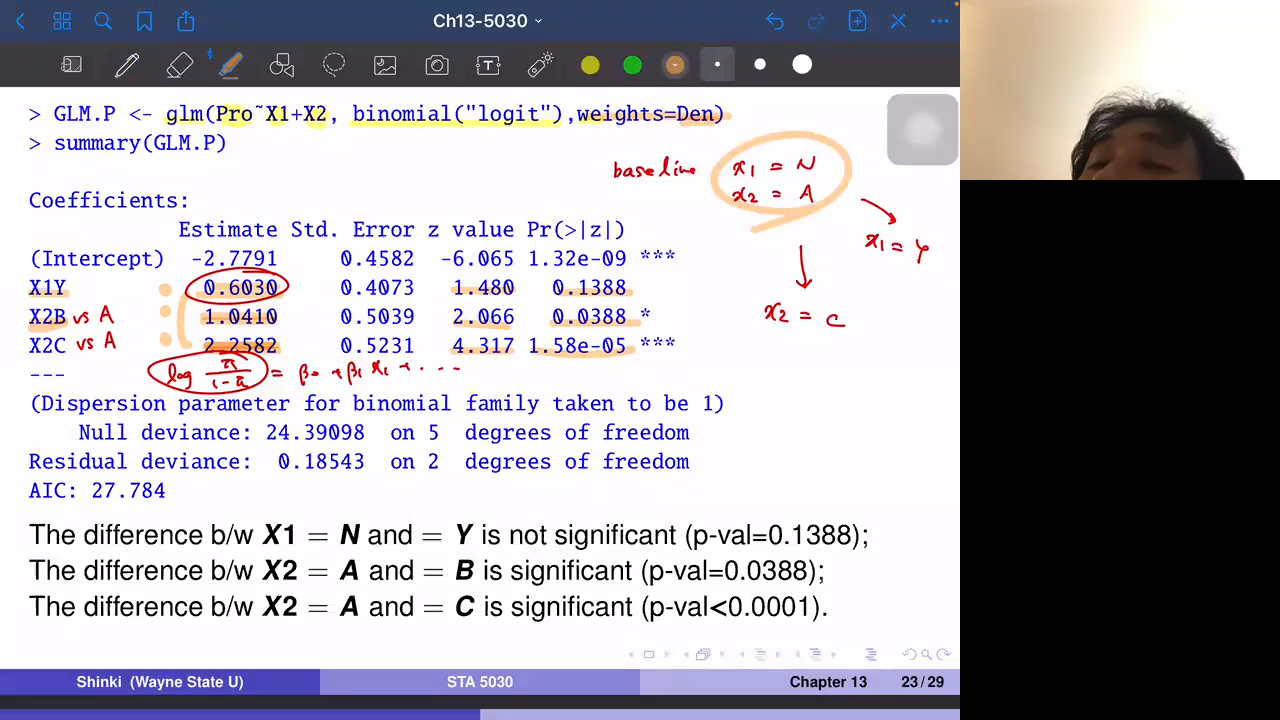 Ch13-5030
> GLM.P <- glm(Pro~X1+X2, binomial("logit"),weights=Den)
> summary(GLM.P)
baseline
x1 = N
x2 = A
x1 = Y
x2 = C
Coefficients:
Estimate Std. Error z value Pr(>|z|)
(Intercept) -2.7791 0.4582 -6.065 1.32e-09 ***
X1Y 0.6030 0.4073 1.480 0.1388
X2B vs A 1.0410 0.5039 2.066 0.0388 *
X2C vs A 2.2582 0.5231 4.317 1.58e-05 ***
---
log π/1-π = β0 + β1 x1 + ....
(Dispersion parameter for binomial family taken to be 1)
Null deviance: 24.39098 on 5 degrees of freedom
Residual deviance: 0.18543 on 2 degrees of freedom
AIC: 27.784
The difference b/w X1 = N and = Y is not significant (p-val=0.1388);
The difference b/w X2 = A and = B is significant (p-val=0.0388);
The difference b/w X2 = A and = C is significant (p-val<0.0001).
Shinki (Wayne State U) STA 5030 Chapter 13 23 / 29